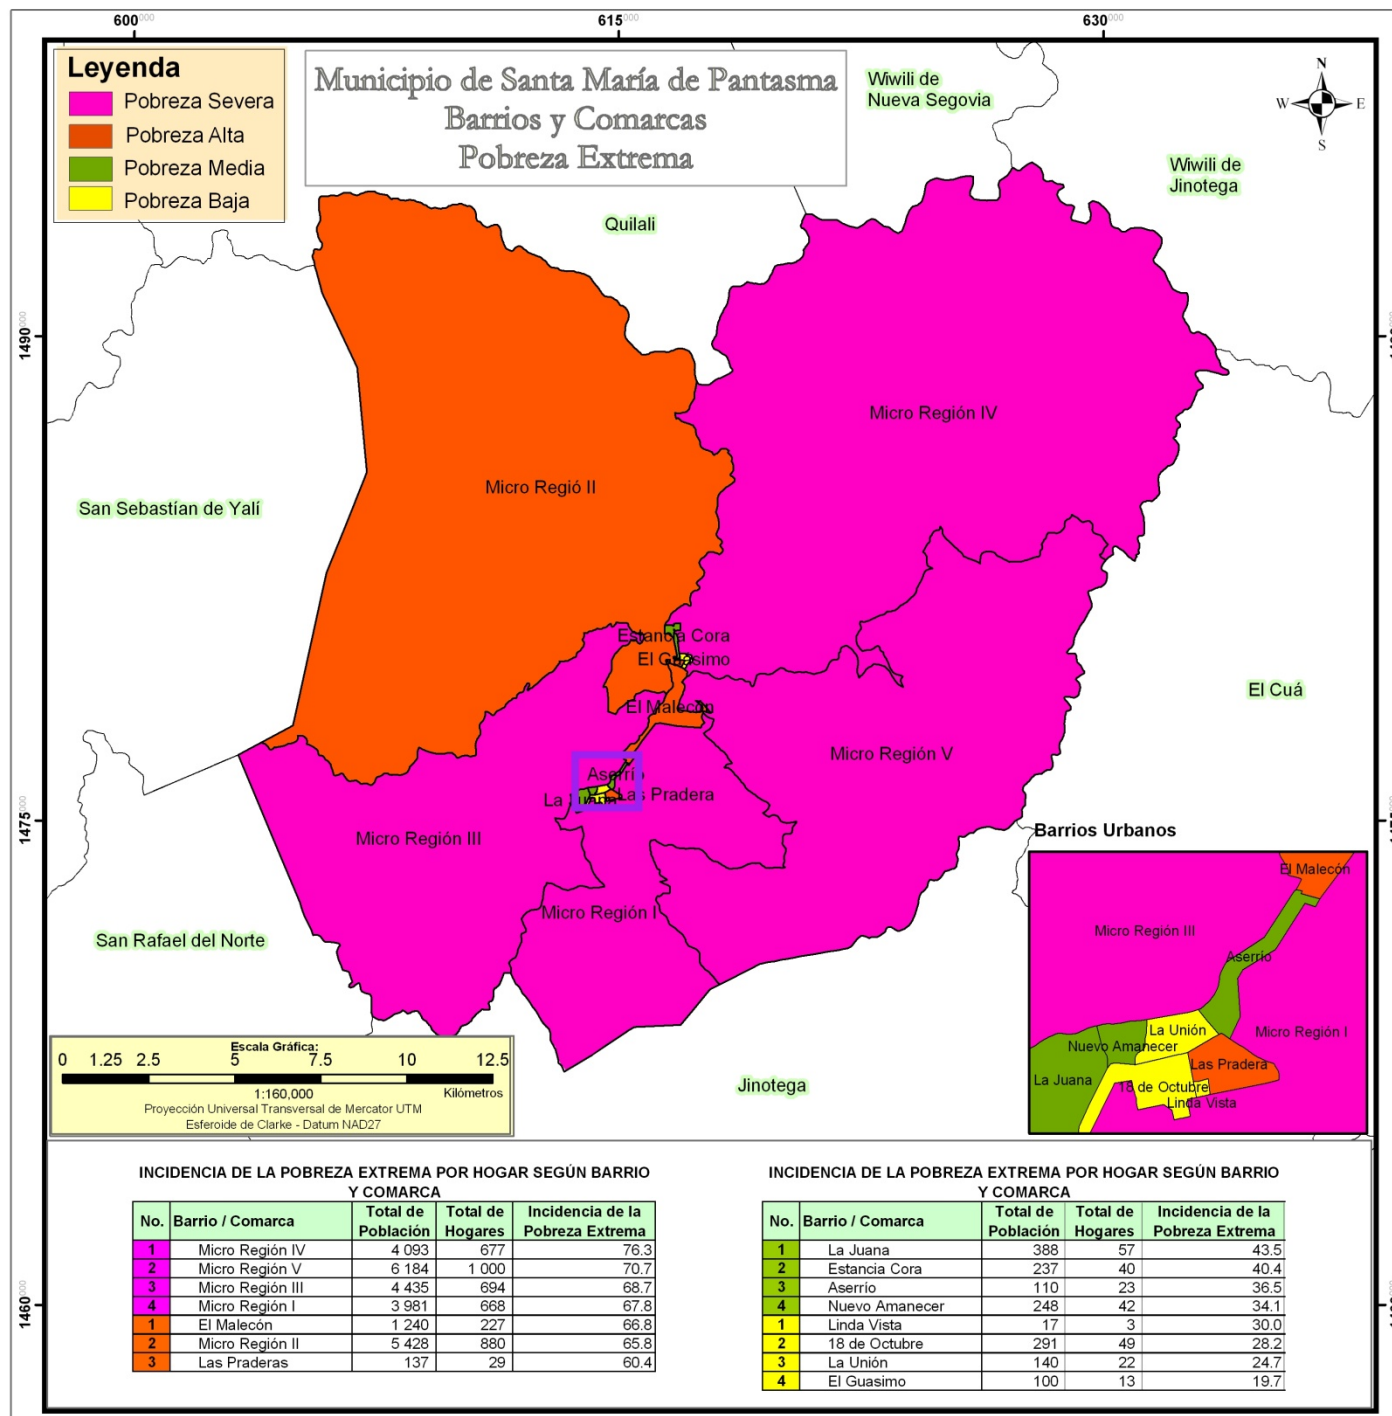 600000
615000
630000
Leyenda
Pobreza Severa
Pobreza Alta
Pobreza Media
Pobreza Baja
Municipio de Santa María de Pantasma
Barrios y Comarcas
Pobreza Extrema
Wiwili de
Nueva Segovia
N
W
E
S
Wiwili de
Jinotega
Quilali
1490000
Micro Región IV
Micro Regió II
San Sebastían de Yalí
Estancia Cora
El Guasimo
El Cuá
El Malecón
Micro Región V
Aserrío
Las Pradera
La Juana
1475000
Micro Región III
Barrios Urbanos
El Malecón
Micro Región I
Micro Región III
San Rafael del Norte
Aserrío
La Unión
Micro Región I
Nuevo Amanecer
Las Pradera
La Juana
18 de Octubre
Linda Vista
Escala Gráfica:
0 1.25 2.5 5 7.5 10 12.5
1:160,000
Kilómetros
Proyección Universal Transversal de Mercator UTM
Esferoide de Clarke - Datum NAD27
Jinotega
1460000
INCIDENCIA DE LA POBREZA EXTREMA POR HOGAR SEGÚN BARRIO
Y COMARCA
No. Barrio / Comarca Total de Población Total de Hogares Incidencia de la Pobreza Extrema
1 Micro Región IV 4 093 677 76.3
2 Micro Región V 6 184 1 000 70.7
3 Micro Región III 4 435 694 68.7
4 Micro Región I 3 981 668 67.8
1 El Malecón 1 240 227 66.8
2 Micro Región II 5 428 880 65.8
3 Las Praderas 137 29 60.4
INCIDENCIA DE LA POBREZA EXTREMA POR HOGAR SEGÚN BARRIO
Y COMARCA
No. Barrio / Comarca Total de Población Total de Hogares Incidencia de la Pobreza Extrema
1 La Juana 388 57 43.5
2 Estancia Cora 237 40 40.4
3 Aserrío 110 23 36.5
4 Nuevo Amanecer 248 42 34.1
1 Linda Vista 17 3 30.0
2 18 de Octubre 291 49 28.2
3 La Unión 140 22 24.7
4 El Guasimo 100 13 19.7